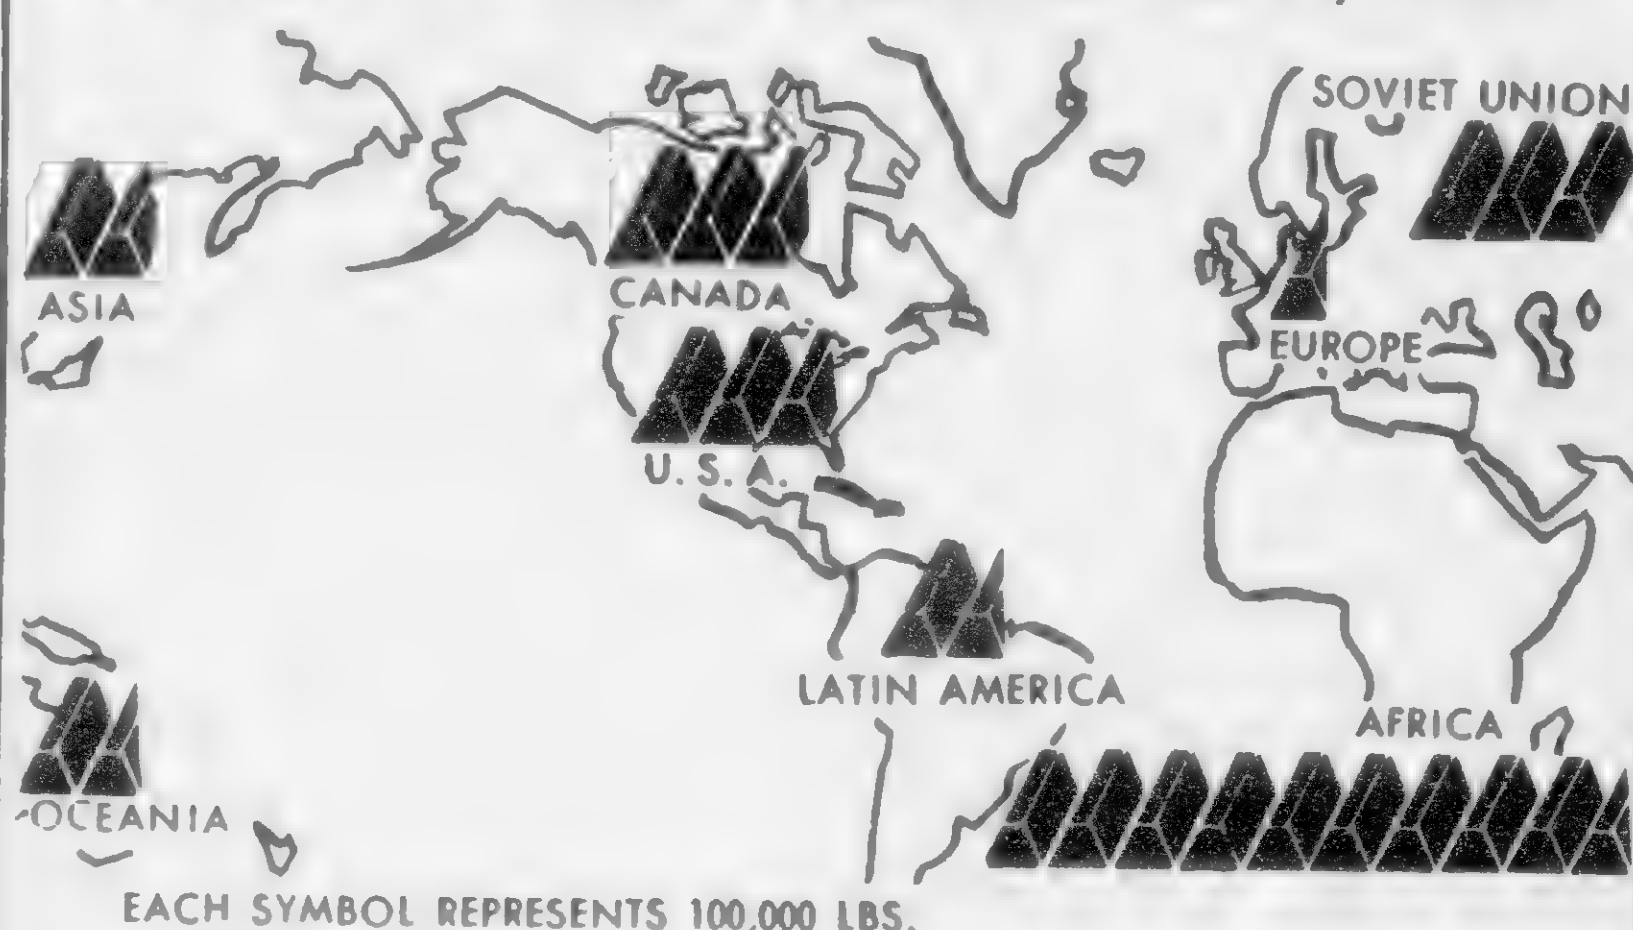 SOVIET UNION
ASIA
CANADA
EUROPE
U. S. A.
LATIN AMERICA
AFRICA
OCEANIA
EACH SYMBOL REPRESENTS 100,000 LBS.